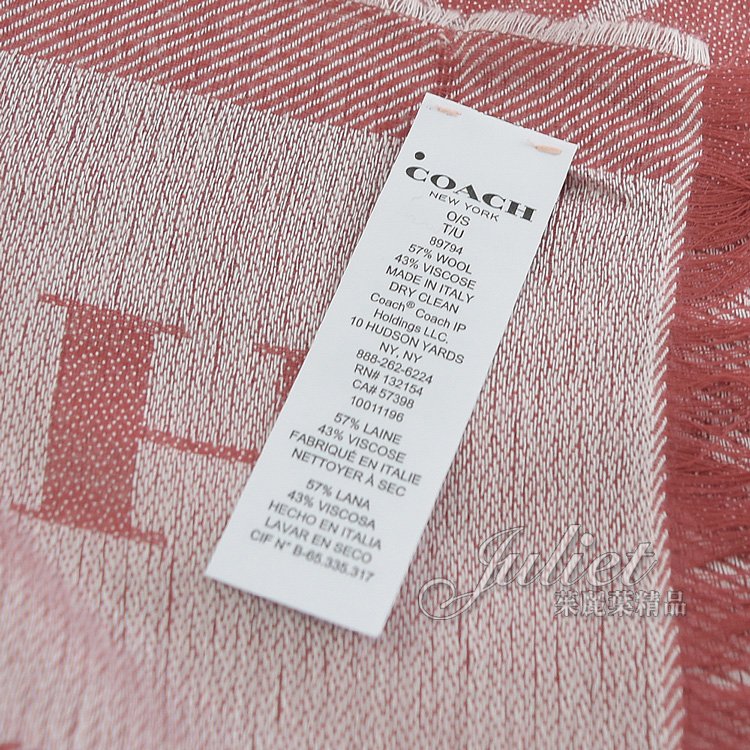 COACH
NEW YORK
O/S
T/U
89794
57% WOOL
43% VISCOSE
MADE IN ITALY
DRY CLEAN
Coach® Coach IP
Holdings LLC.
10 HUDSON YARDS
NY, NY
888-262-6224
RN# 132154
CA# 57398
10011196
57% LAINE
43% VISCOSE
FABRIQUÉ EN ITALIE
NETTOYER À SEC
57% LANA
43% VISCOSA
HECHO EN ITALIA
LAVAR EN SECO
CIF N° B-65.335.317
H
Juliet
茱麗葉精品